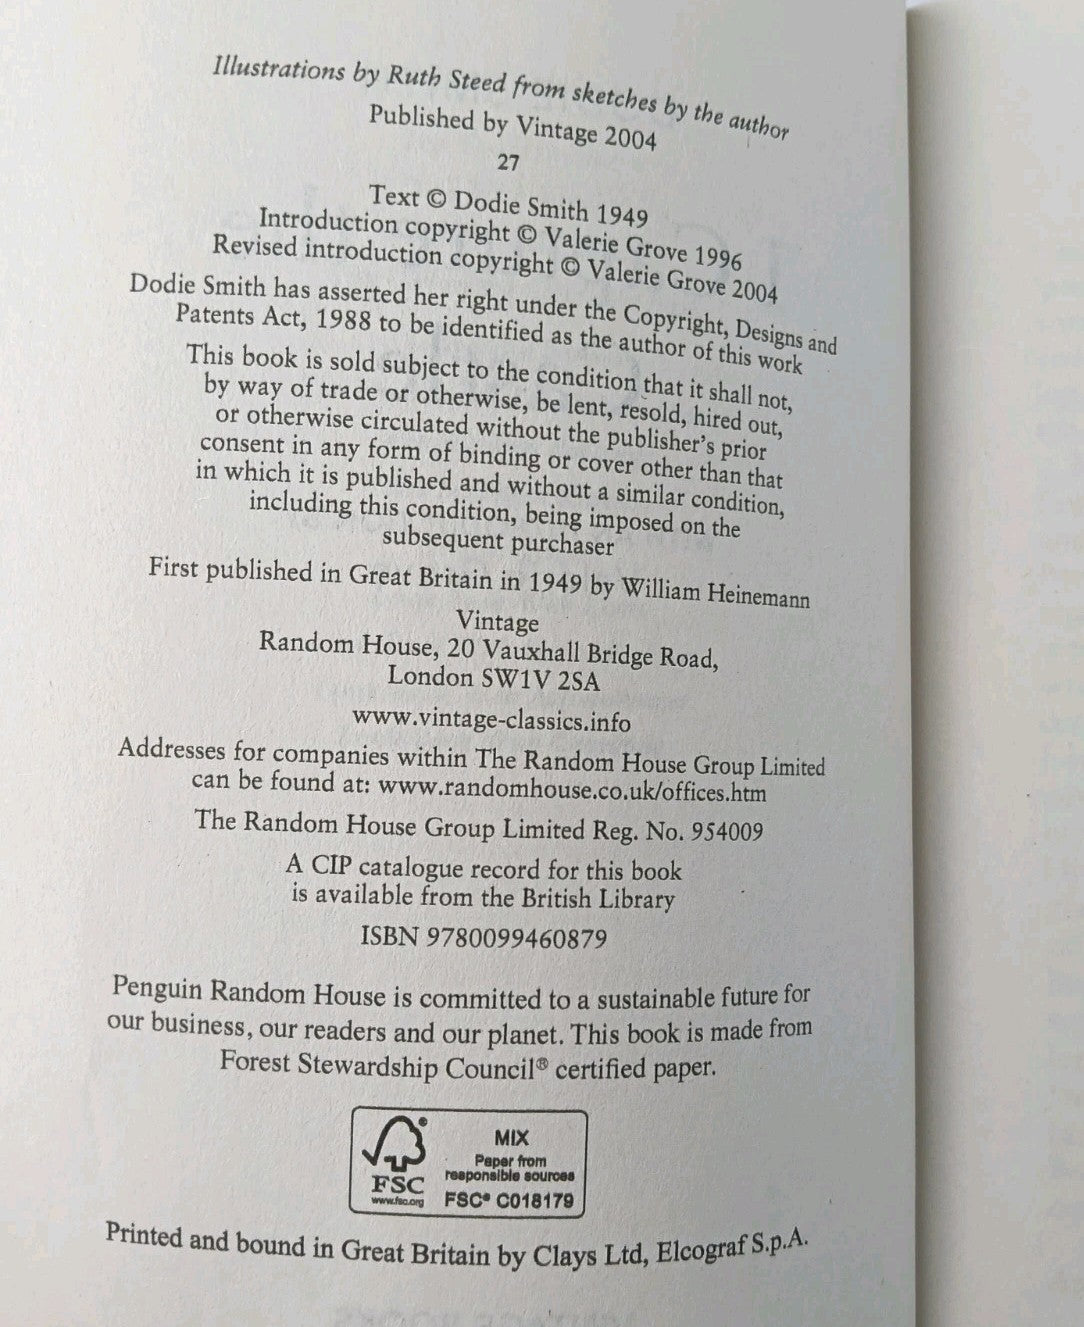 Illustrations by Ruth Steed from sketches by the author
Published by Vintage 2004
27
Text © Dodie Smith 1949
Introduction copyright © Valerie Grove 1996
Revised introduction copyright © Valerie Grove 2004
Dodie Smith has asserted her right under the Copyright, Designs and
Patents Act, 1988 to be identified as the author of this work
This book is sold subject to the condition that it shall not,
by way of trade or otherwise, be lent, resold, hired out,
or otherwise circulated without the publisher's prior
consent in any form of binding or cover other than that
in which it is published and without a similar condition,
including this condition, being imposed on the
subsequent purchaser
First published in Great Britain in 1949 by William Heinemann
Vintage
Random House, 20 Vauxhall Bridge Road,
London SW1V 2SA
www.vintage-classics.info
Addresses for companies within The Random House Group Limited
can be found at: www.randomhouse.co.uk/offices.htm
The Random House Group Limited Reg. No. 954009
A CIP catalogue record for this book
is available from the British Library
ISBN 9780099460879
Penguin Random House is committed to a sustainable future for
our business, our readers and our planet. This book is made from
Forest Stewardship Council® certified paper.
FSC
www.fsc.org
MIX
Paper from
responsible sources
FSC® C018179
Printed and bound in Great Britain by Clays Ltd, Elcograf S.p.A.